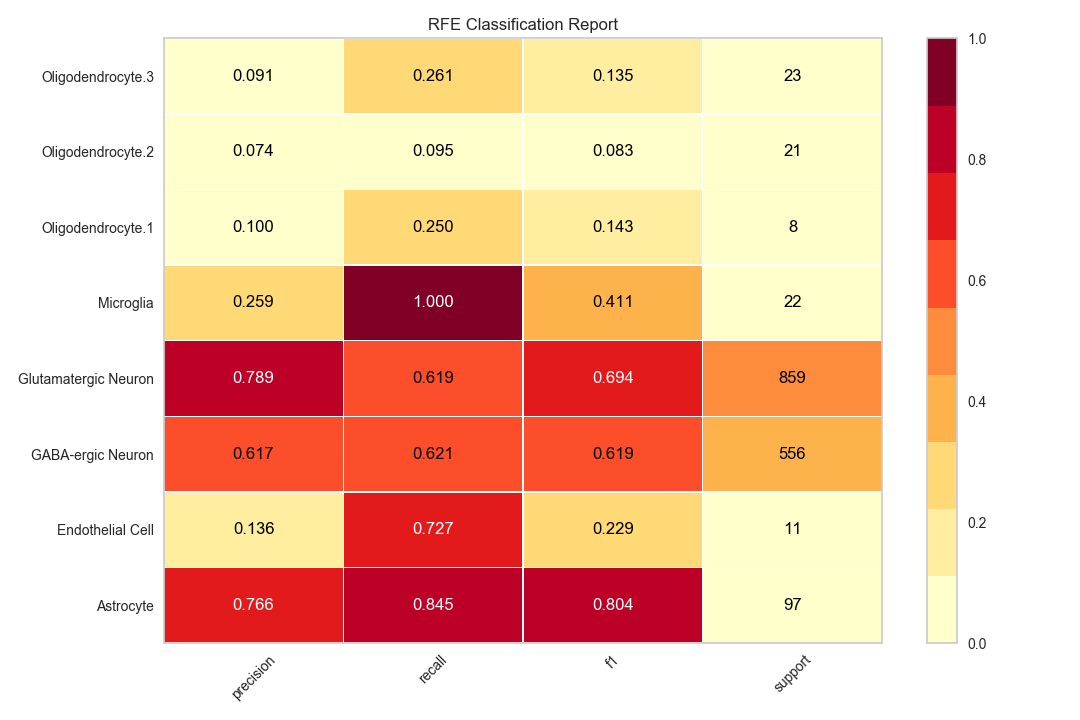 RFE Classification Report
Oligodendrocyte.3 0.091 0.261 0.135 23
Oligodendrocyte.2 0.074 0.095 0.083 21
Oligodendrocyte.1 0.100 0.250 0.143 8
Microglia 0.259 1.000 0.411 22
Glutamatergic Neuron 0.789 0.619 0.694 859
GABA-ergic Neuron 0.617 0.621 0.619 556
Endothelial Cell 0.136 0.727 0.229 11
Astrocyte 0.766 0.845 0.804 97
precision recall f1 support
1.0
0.8
0.6
0.4
0.2
0.0